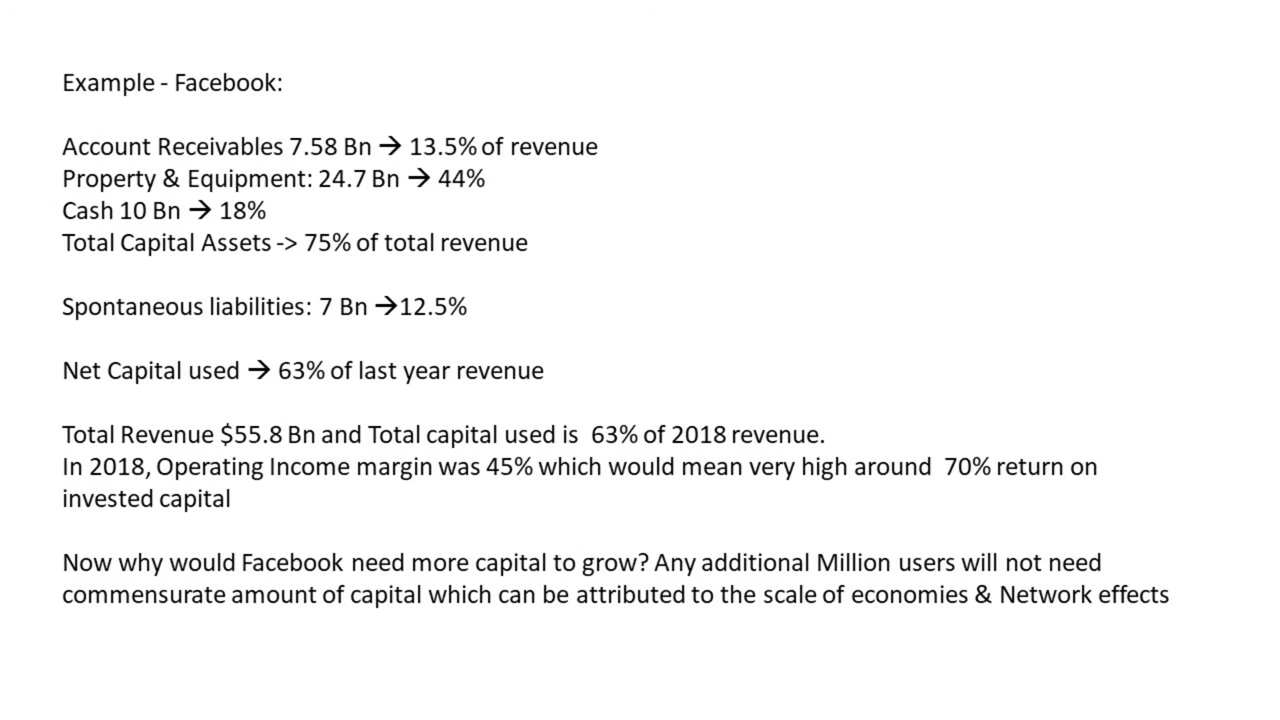 Example - Facebook:
Account Receivables 7.58 Bn → 13.5% of revenue
Property & Equipment: 24.7 Bn → 44%
Cash 10 Bn → 18%
Total Capital Assets -> 75% of total revenue
Spontaneous liabilities: 7 Bn →12.5%
Net Capital used → 63% of last year revenue
Total Revenue $55.8 Bn and Total capital used is  63% of 2018 revenue.
In 2018, Operating Income margin was 45% which would mean very high around  70% return on
invested capital
Now why would Facebook need more capital to grow? Any additional Million users will not need
commensurate amount of capital which can be attributed to the scale of economies & Network effects